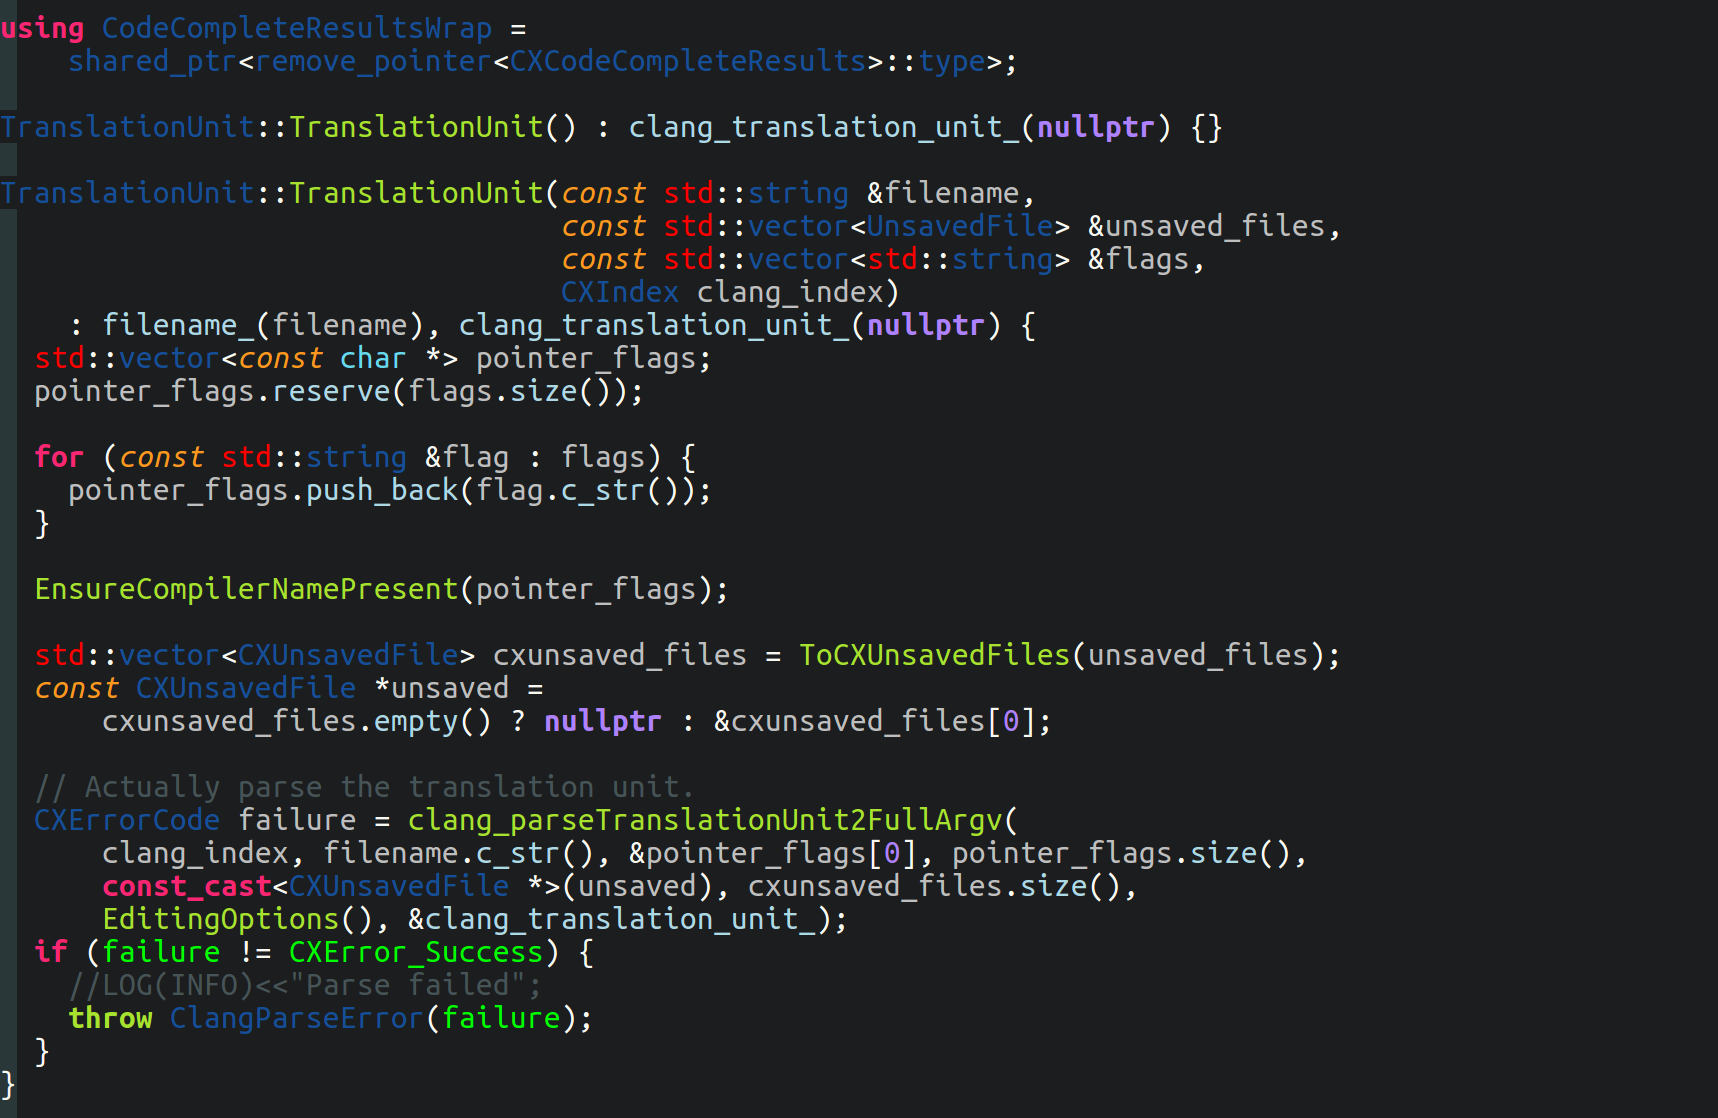 using CodeCompleteResultsWrap =
    shared_ptr<remove_pointer<CXCodeCompleteResults>::type>;

TranslationUnit::TranslationUnit() : clang_translation_unit_(nullptr) {}

TranslationUnit::TranslationUnit(const std::string &filename,
                                 const std::vector<UnsavedFile> &unsaved_files,
                                 const std::vector<std::string> &flags,
                                 CXIndex clang_index)
    : filename_(filename), clang_translation_unit_(nullptr) {
  std::vector<const char *> pointer_flags;
  pointer_flags.reserve(flags.size());

  for (const std::string &flag : flags) {
    pointer_flags.push_back(flag.c_str());
  }

  EnsureCompilerNamePresent(pointer_flags);

  std::vector<CXUnsavedFile> cxunsaved_files = ToCXUnsavedFiles(unsaved_files);
  const CXUnsavedFile *unsaved =
      cxunsaved_files.empty() ? nullptr : &cxunsaved_files[0];

  // Actually parse the translation unit.
  CXErrorCode failure = clang_parseTranslationUnit2FullArgv(
      clang_index, filename.c_str(), &pointer_flags[0], pointer_flags.size(),
      const_cast<CXUnsavedFile *>(unsaved), cxunsaved_files.size(),
      EditingOptions(), &clang_translation_unit_);
  if (failure != CXError_Success) {
    //LOG(INFO)<<"Parse failed";
    throw ClangParseError(failure);
  }
}